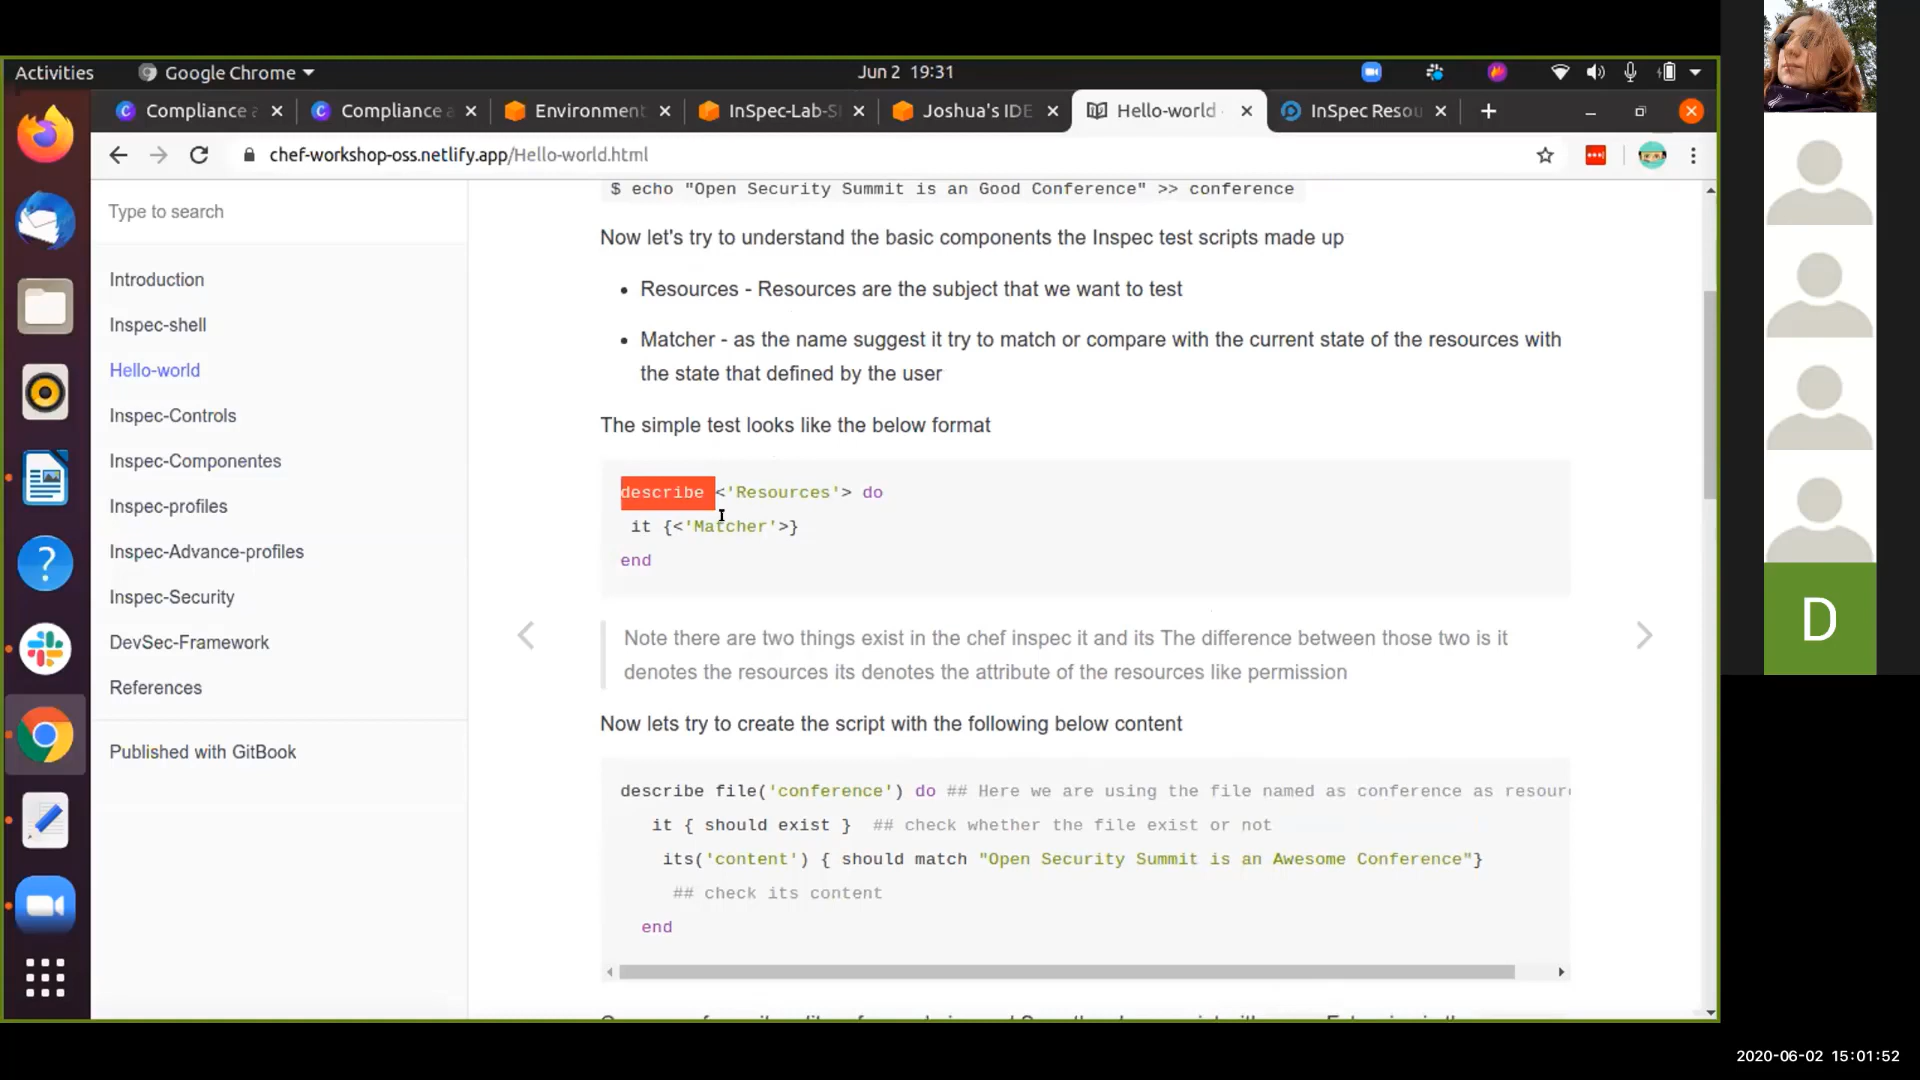 Activities
Google Chrome
Jun 2 19:31
Compliance a
Compliance a
Environment
InSpec-Lab-S
Joshua's IDE
Hello-world
InSpec Resou
chef-workshop-oss.netlify.app/Hello-world.html
Type to search
Introduction
Inspec-shell
Hello-world
Inspec-Controls
Inspec-Componentes
Inspec-profiles
Inspec-Advance-profiles
Inspec-Security
DevSec-Framework
References
Published with GitBook
$ echo "Open Security Summit is an Good Conference" >> conference
Now let's try to understand the basic components the Inspec test scripts made up
• Resources - Resources are the subject that we want to test
• Matcher - as the name suggest it try to match or compare with the current state of the resources with
the state that defined by the user
The simple test looks like the below format
describe <'Resources'> do
it {<'Matcher'>}
end
Note there are two things exist in the chef inspec it and its The difference between those two is it
denotes the resources its denotes the attribute of the resources like permission
Now lets try to create the script with the following below content
describe file('conference') do ## Here we are using the file named as conference as resour
it { should exist } ## check whether the file exist or not
its('content') { should match "Open Security Summit is an Awesome Conference"}
## check its content
end
D
2020-06-02 15:01:52